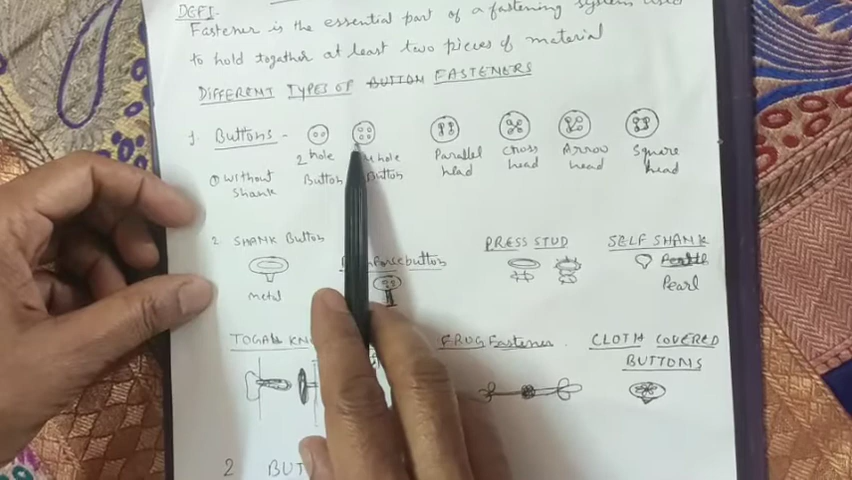 DEFI-
Fastener is the essential part of a fastening system used
to hold together at least two pieces of material
DIFFERENT TYPES OF BUTTON FASTENERS
1. Buttons -
① without shank
2 hole Button
hole Button
Parallel head
Cross head
Arrow head
Square head
2. SHANK Button
metal
button
PRESS STUD
SELF SHANK
Pearl
TOGAL
FROG Fastener.
CLOTH COVERED
BUTTONS
2 BUT